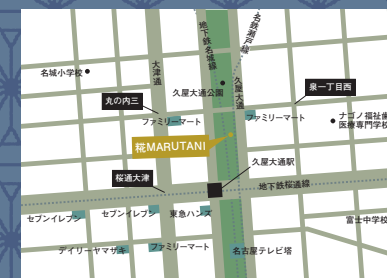 名城小学校
大津通
地下鉄名城線
名鉄瀬戸線
久屋大通公園
久屋大通
丸の内三
泉一丁目西
ファミリーマート
ファミリーマート
ナゴノ福祉歯
医療専門学校
糀MARUTANI
久屋大通駅
桜通大津
地下鉄桜通線
セブンイレブン
セブンイレブン
東急ハンズ
富士中学校
デイリーヤマザキ
ファミリーマート
名古屋テレビ塔